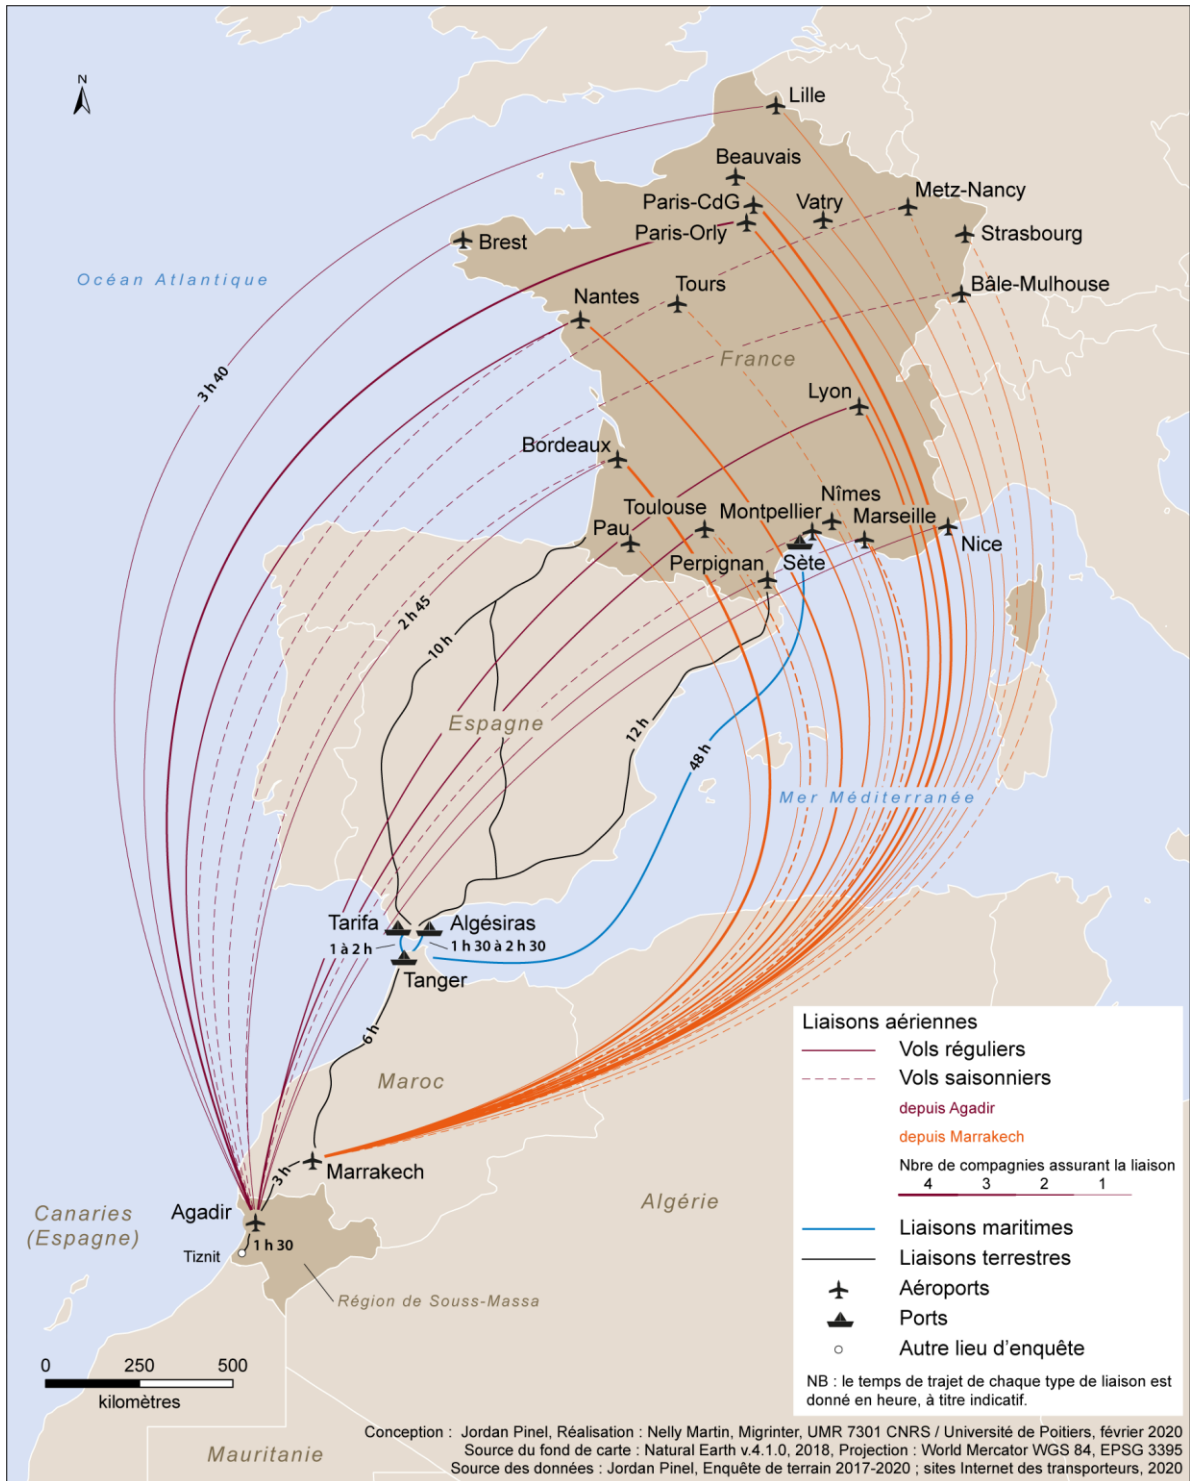 N
Lille
Beauvais
Metz-Nancy
Paris-CdG
Vatry
Paris-Orly
Strasbourg
Brest
Océan Atlantique
Bâle-Mulhouse
Tours
Nantes
France
3 h 40
Lyon
Bordeaux
Nîmes
Toulouse
Montpellier
Marseille
Pau
Nice
Perpignan
Sète
2 h 45
10 h
Espagne
12 h
48 h
Mer Méditerranée
Tarifa
Algésiras
1 à 2 h
1 h 30 à 2 h 30
Tanger
6 h
Maroc
Marrakech
3 h
Agadir
Algérie
Canaries
(Espagne)
1 h 30
Tiznit
Région de Souss-Massa
Liaisons aériennes
Vols réguliers
Vols saisonniers
depuis Agadir
depuis Marrakech
Nbre de compagnies assurant la liaison
4 3 2 1
Liaisons maritimes
Liaisons terrestres
Aéroports
Ports
Autre lieu d'enquête
NB : le temps de trajet de chaque type de liaison est
donné en heure, à titre indicatif.
0 250 500
kilomètres
Mauritanie
Conception : Jordan Pinel, Réalisation : Nelly Martin, Migrinter, UMR 7301 CNRS / Université de Poitiers, février 2020
Source du fond de carte : Natural Earth v.4.1.0, 2018, Projection : World Mercator WGS 84, EPSG 3395
Source des données : Jordan Pinel, Enquête de terrain 2017-2020 ; sites Internet des transporteurs, 2020